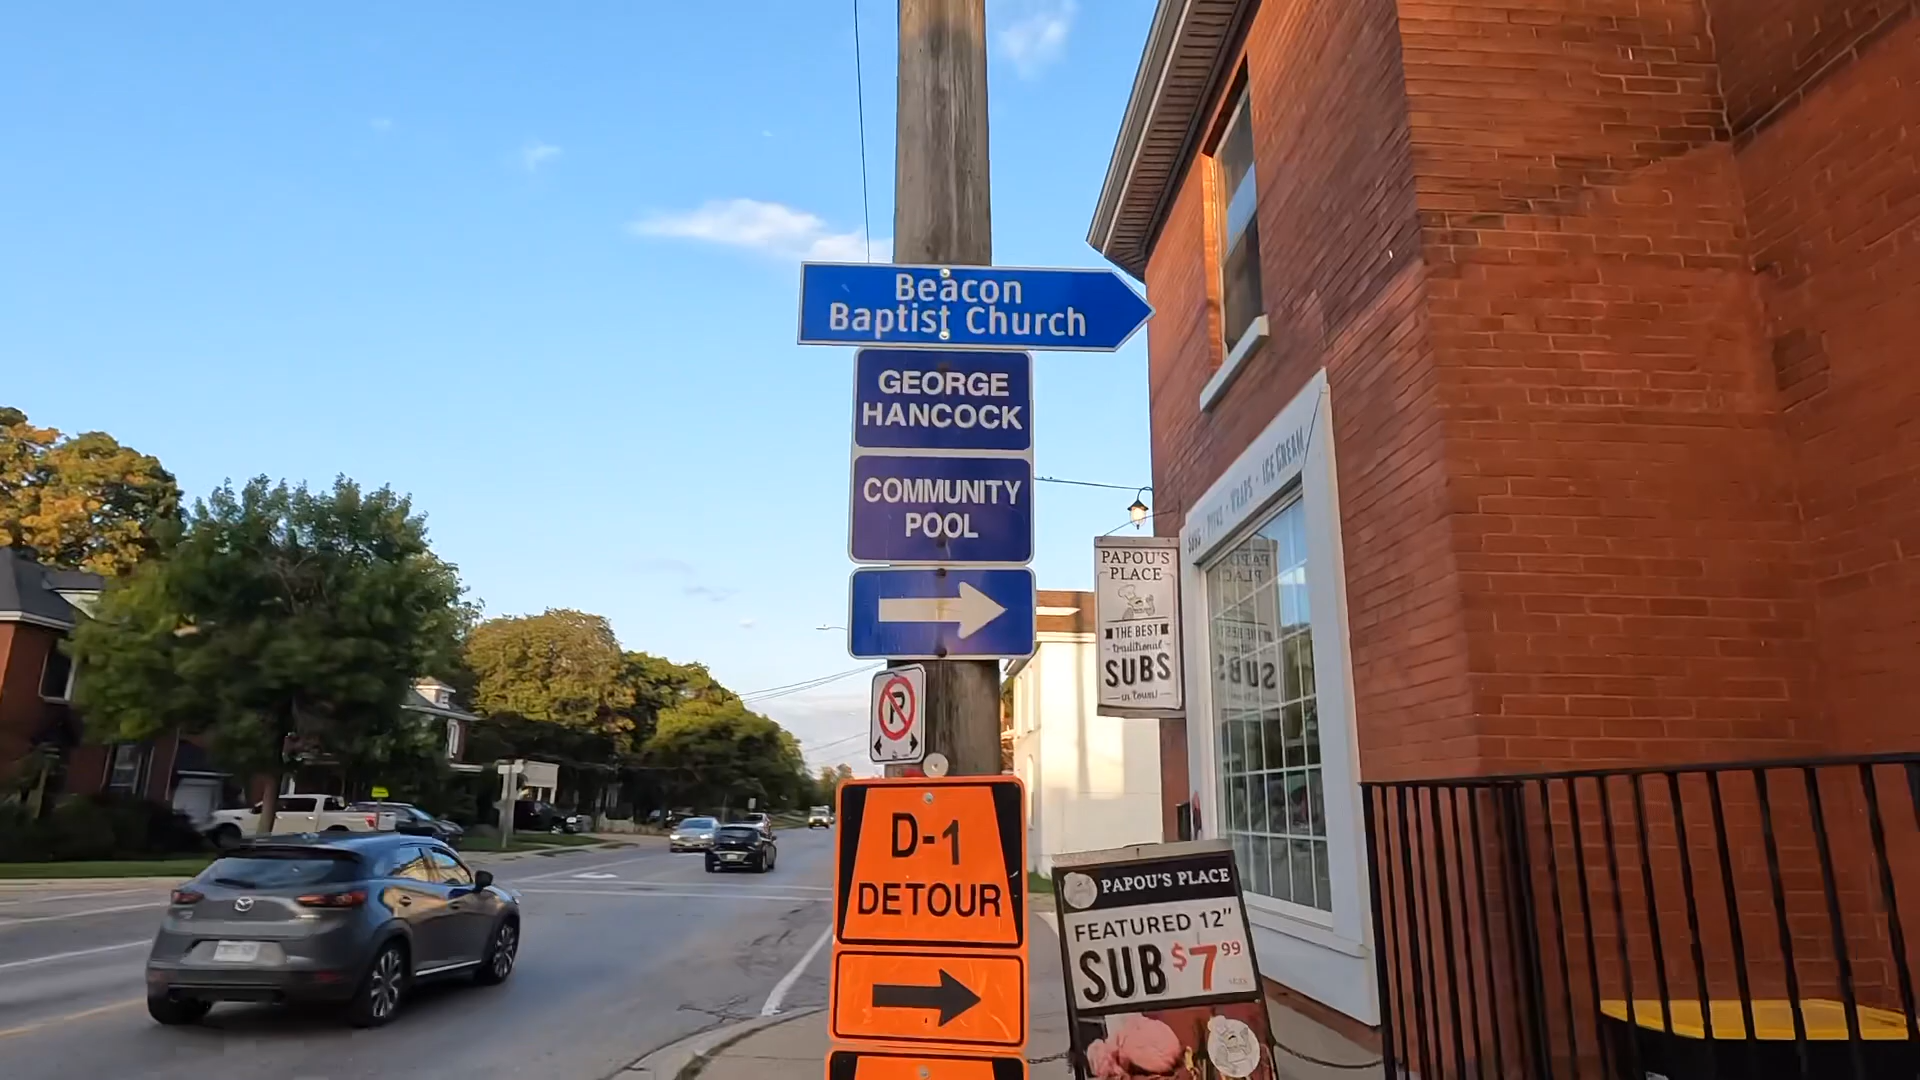 Beacon
Baptist Church
GEORGE
HANCOCK
COMMUNITY
POOL
P
D-1
DETOUR
SUBS - PITAS - WRAPS - ICE CREAM
PAPOU'S
PLACE
THE BEST
traditional
SUBS
in town!
PAPOU'S PLACE
FEATURED 12"
SUB $7.99